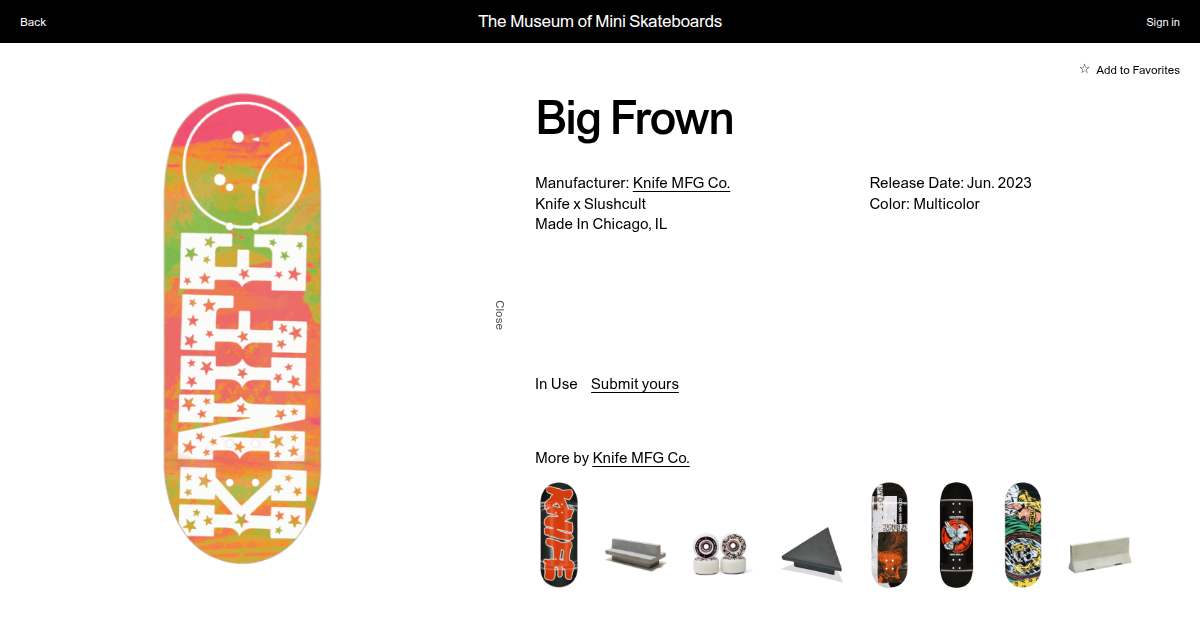 Back
The Museum of Mini Skateboards
Sign in
☆ Add to Favorites
Big Frown
Manufacturer: Knife MFG Co.
Knife x Slushcult
Made In Chicago, IL
Release Date: Jun. 2023
Color: Multicolor
KNIFE
Close
In Use Submit yours
More by Knife MFG Co.
KNIFE